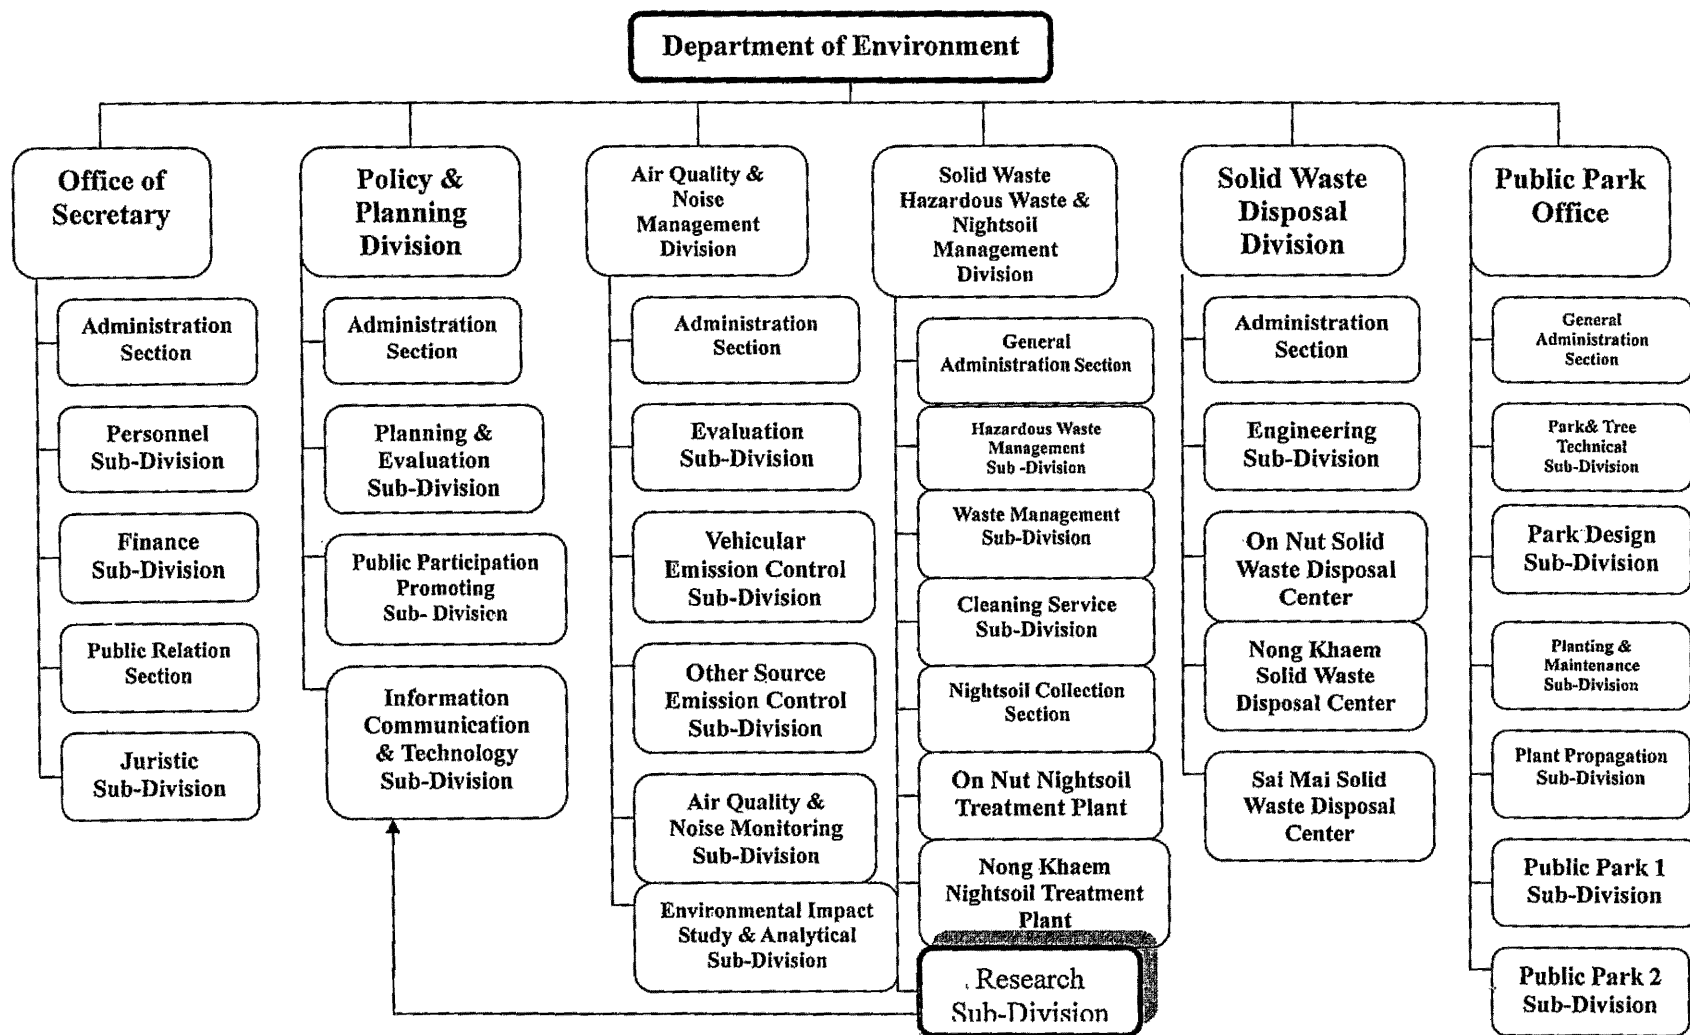 Department of Environment
Office of
Secretary
Administration
Section
Personnel
Sub-Division
Finance
Sub-Division
Public Relation
Section
Juristic
Sub-Division
Policy &
Planning
Division
Administration
Section
Planning &
Evaluation
Sub-Division
Public Participation
Promoting
Sub- Division
Information
Communication
& Technology
Sub-Division
Air Quality &
Noise
Management
Division
Administration
Section
Evaluation
Sub-Division
Vehicular
Emission Control
Sub-Division
Other Source
Emission Control
Sub-Division
Air Quality &
Noise Monitoring
Sub-Division
Environmental Impact
Study & Analytical
Sub-Division
Solid Waste
Hazardous Waste &
Nightsoil
Management
Division
General
Administration Section
Hazardous Waste
Management
Sub -Division
Waste Management
Sub-Division
Cleaning Service
Sub-Division
Nightsoil Collection
Section
On Nut Nightsoil
Treatment Plant
Nong Khaem
Nightsoil Treatment
Plant
Research
Sub-Division
Solid Waste
Disposal
Division
Administration
Section
Engineering
Sub-Division
On Nut Solid
Waste Disposal
Center
Nong Khaem
Solid Waste
Disposal Center
Sai Mai Solid
Waste Disposal
Center
Public Park
Office
General
Administration
Section
Park& Tree
Technical
Sub-Division
Park Design
Sub-Division
Planting &
Maintenance
Sub-Division
Plant Propagation
Sub-Division
Public Park 1
Sub-Division
Public Park 2
Sub-Division